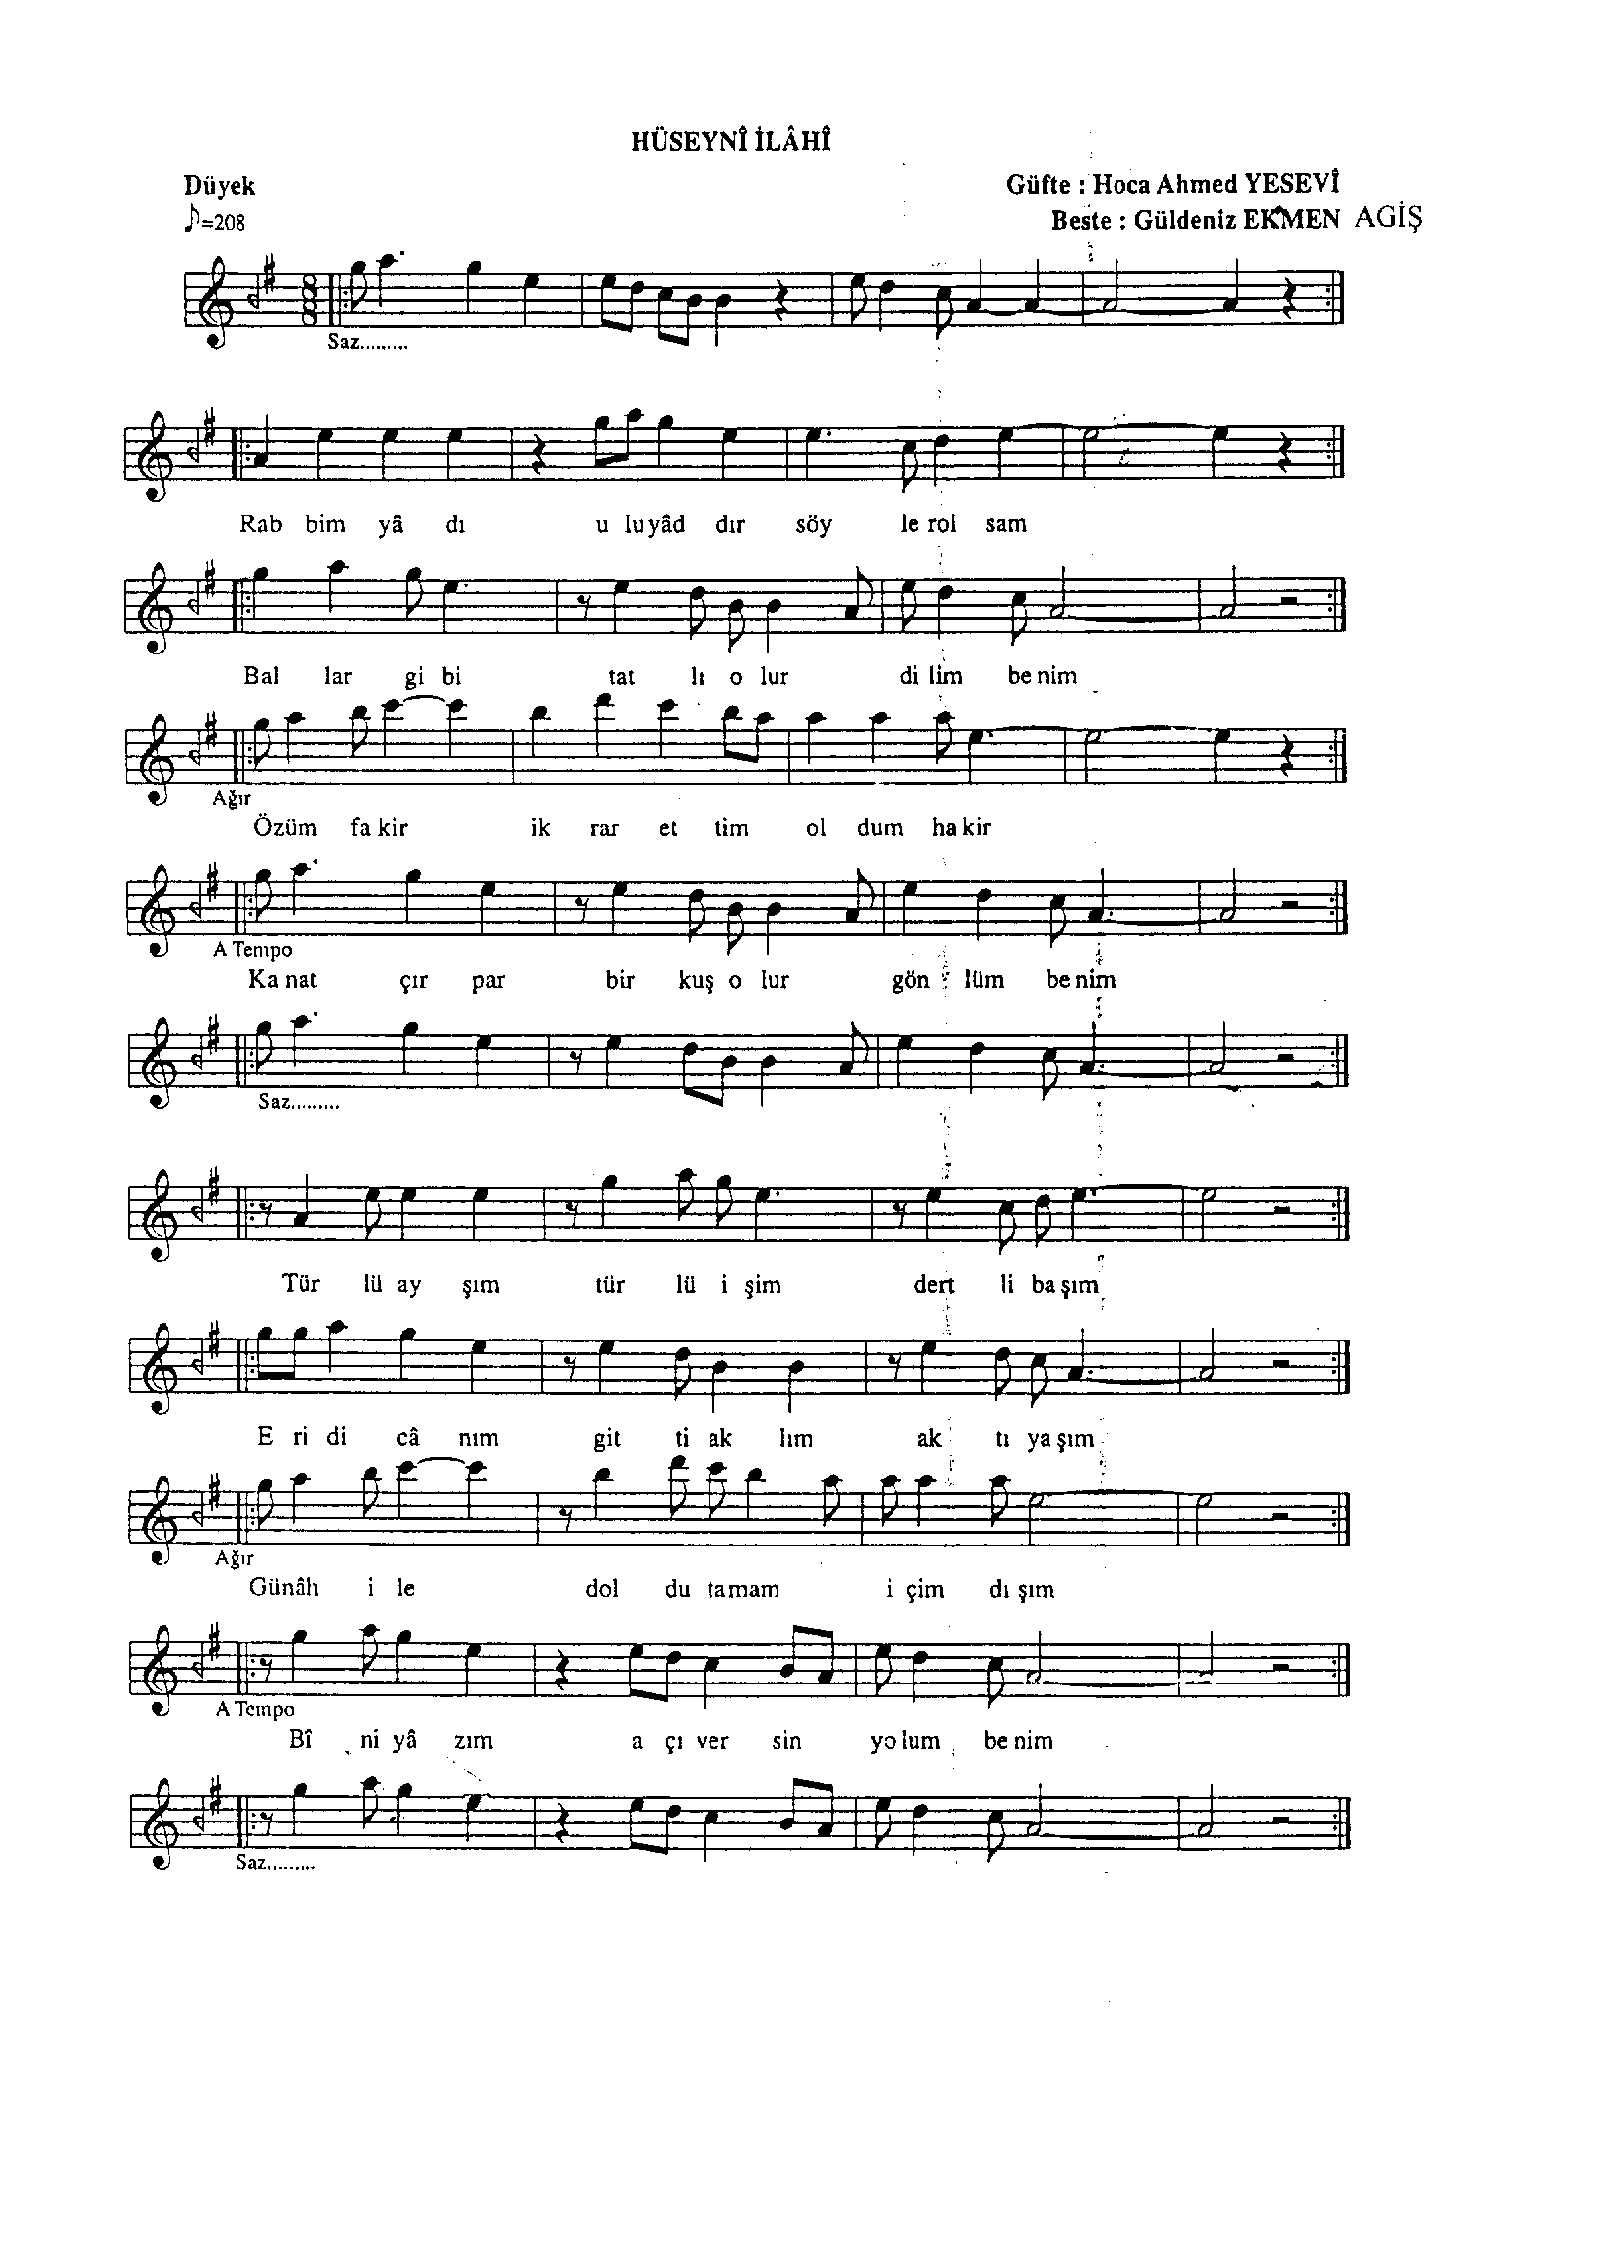 HÜSEYNÎ İLÂHÎ
Düyek
Güfte : Hoca Ahmed YESEVÎ
♪=208
Beste : Güldeniz EKMEN AGİŞ
8
8
Saz.........
Rab bim yâ dı u lu yâd dır söy le rol sam
Bal lar gi bi tat lı o lur di lim be nim
Ağır
Özüm fa kir ik rar et tim ol dum ha kir
A Tempo
Ka nat çır par bir kuş o lur gön lüm be nim
Saz.........
Tür lü ay şım tür lü i şim dert li ba şım
E ri di câ nım git ti ak lım ak tı ya şım
Ağır
Günâh i le dol du tamam i çim dı şım
A Tempo
Bî ni yâ zım a çı ver sin yo lum be nim
Saz.........